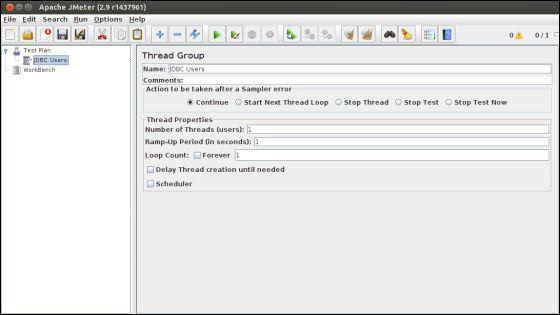 Apache JMeter (2.9 r1437961)
File Edit Search Run Options Help
0 0 / 1
Test Plan
JDBC Users
WorkBench
Thread Group
Name: JDBC Users
Comments:
Action to be taken after a Sampler error
Continue Start Next Thread Loop Stop Thread Stop Test Stop Test Now
Thread Properties
Number of Threads (users): 1
Ramp-Up Period (in seconds): 1
Loop Count: Forever 1
Delay Thread creation until needed
Scheduler